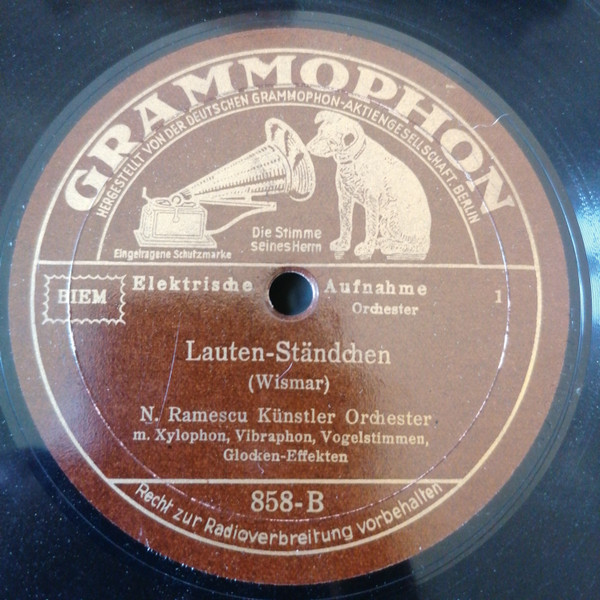 GRAMMOPHON
HERGESTELLT VON DER DEUTSCHEN GRAMMOPHON-AKTIENGESELLSCHAFT BERLIN
Die Stimme
seines Herrn
Eingetragene Schutzmarke
BIEM
Elektrische Aufnahme
1
Orchester
Lauten-Ständchen
(Wismar)
N. Ramescu Künstler Orchester
m. Xylophon, Vibraphon, Vogelstimmen,
Glocken-Effekten
858-B
Recht zur Radioverbreitung vorbehalten